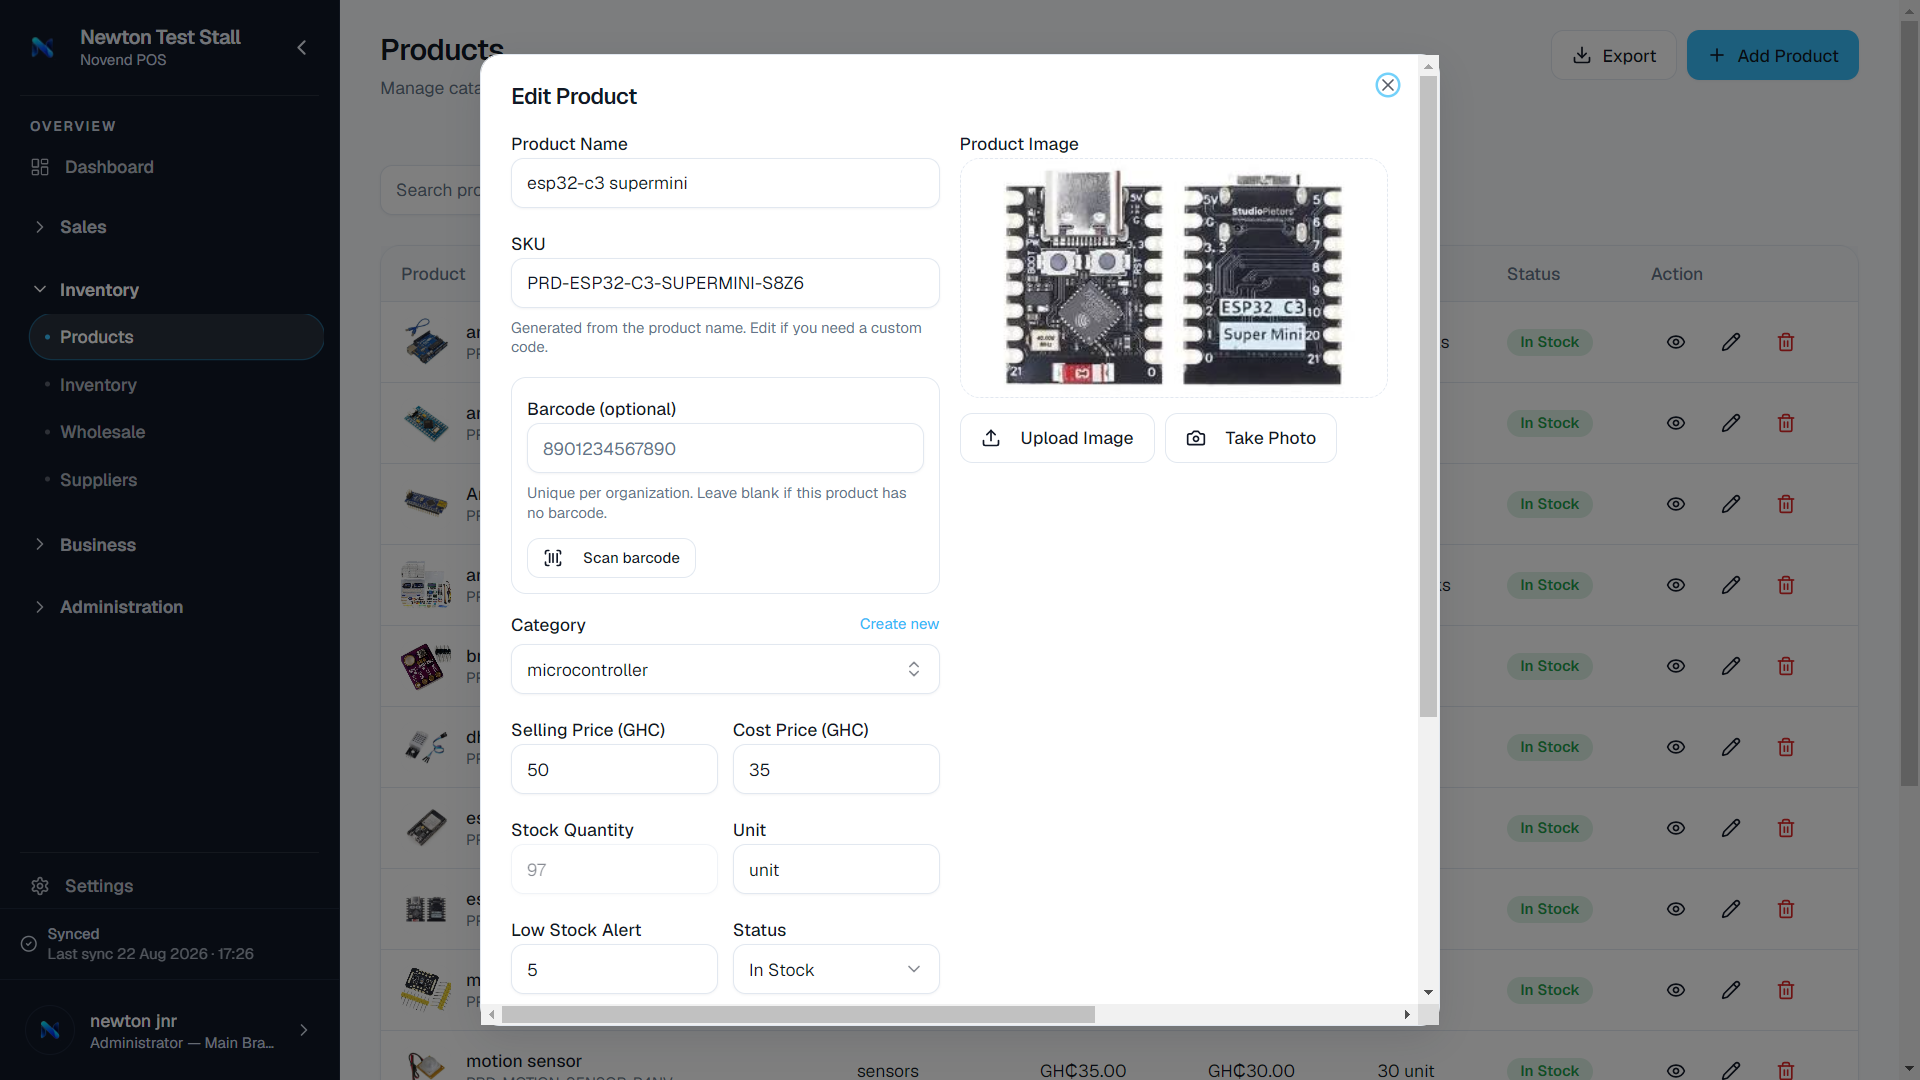 Newton Test Stall
Novend POS
OVERVIEW
Dashboard
Sales
Inventory
Products
Inventory
Wholesale
Suppliers
Business
Administration
Settings
Synced
Last sync 22 Aug 2026 · 17:26
newton jnr
Administrator — Main Bra...
Products
Export
Add Product
Product
Status
Action
In Stock
In Stock
In Stock
In Stock
In Stock
In Stock
In Stock
In Stock
In Stock
motion sensor
sensors
GH₵35.00
GH₵30.00
30 unit
In Stock
Edit Product
Product Name
esp32-c3 supermini
SKU
PRD-ESP32-C3-SUPERMINI-S8Z6
Generated from the product name. Edit if you need a custom
code.
Barcode (optional)
8901234567890
Unique per organization. Leave blank if this product has
no barcode.
Scan barcode
Category
Create new
microcontroller
Selling Price (GHC)
Cost Price (GHC)
50
35
Stock Quantity
Unit
97
unit
Low Stock Alert
Status
5
In Stock
Product Image
StudioPieters
ESP32 C3
Super Mini
Upload Image
Take Photo